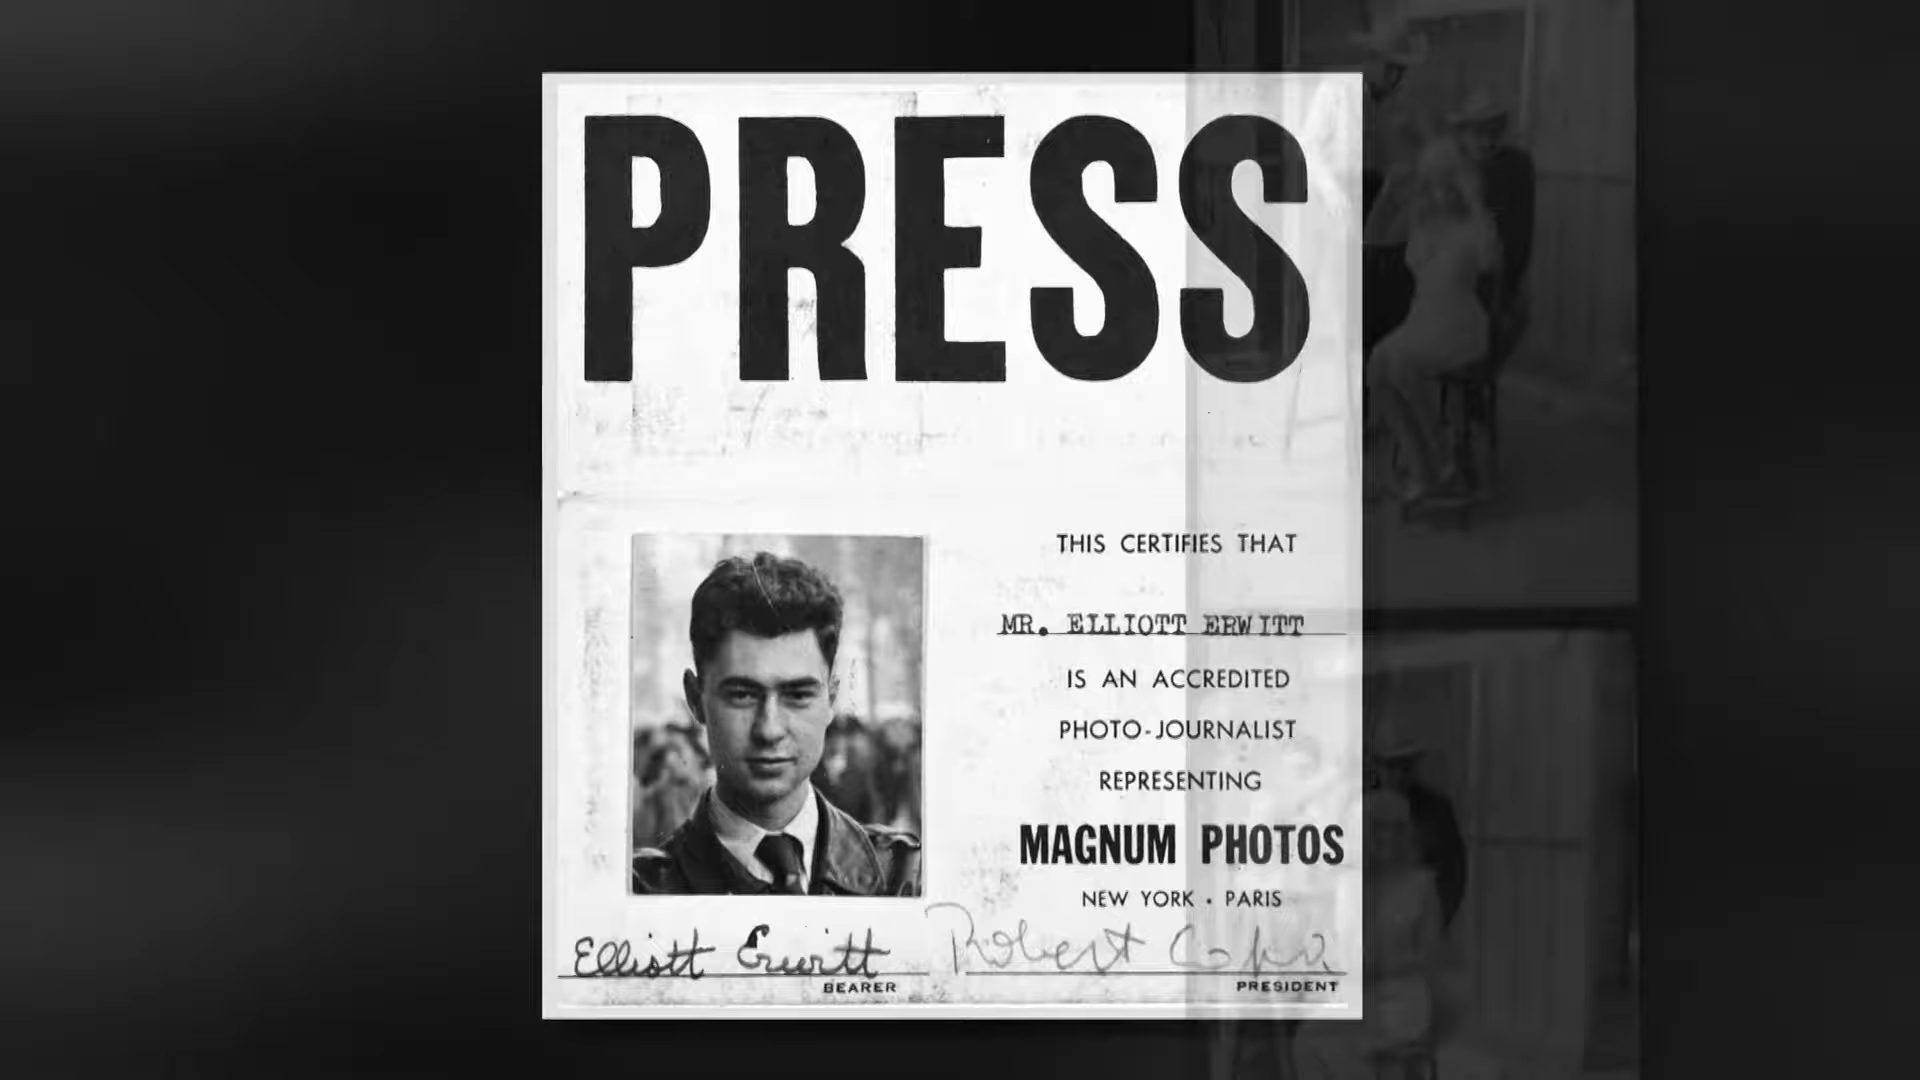 PRESS
THIS CERTIFIES THAT
MR. ELLIOTT ERWITT
IS AN ACCREDITED
PHOTO-JOURNALIST
REPRESENTING
MAGNUM PHOTOS
NEW YORK • PARIS
Elliott Erwitt Robert Capa
BEARER PRESIDENT